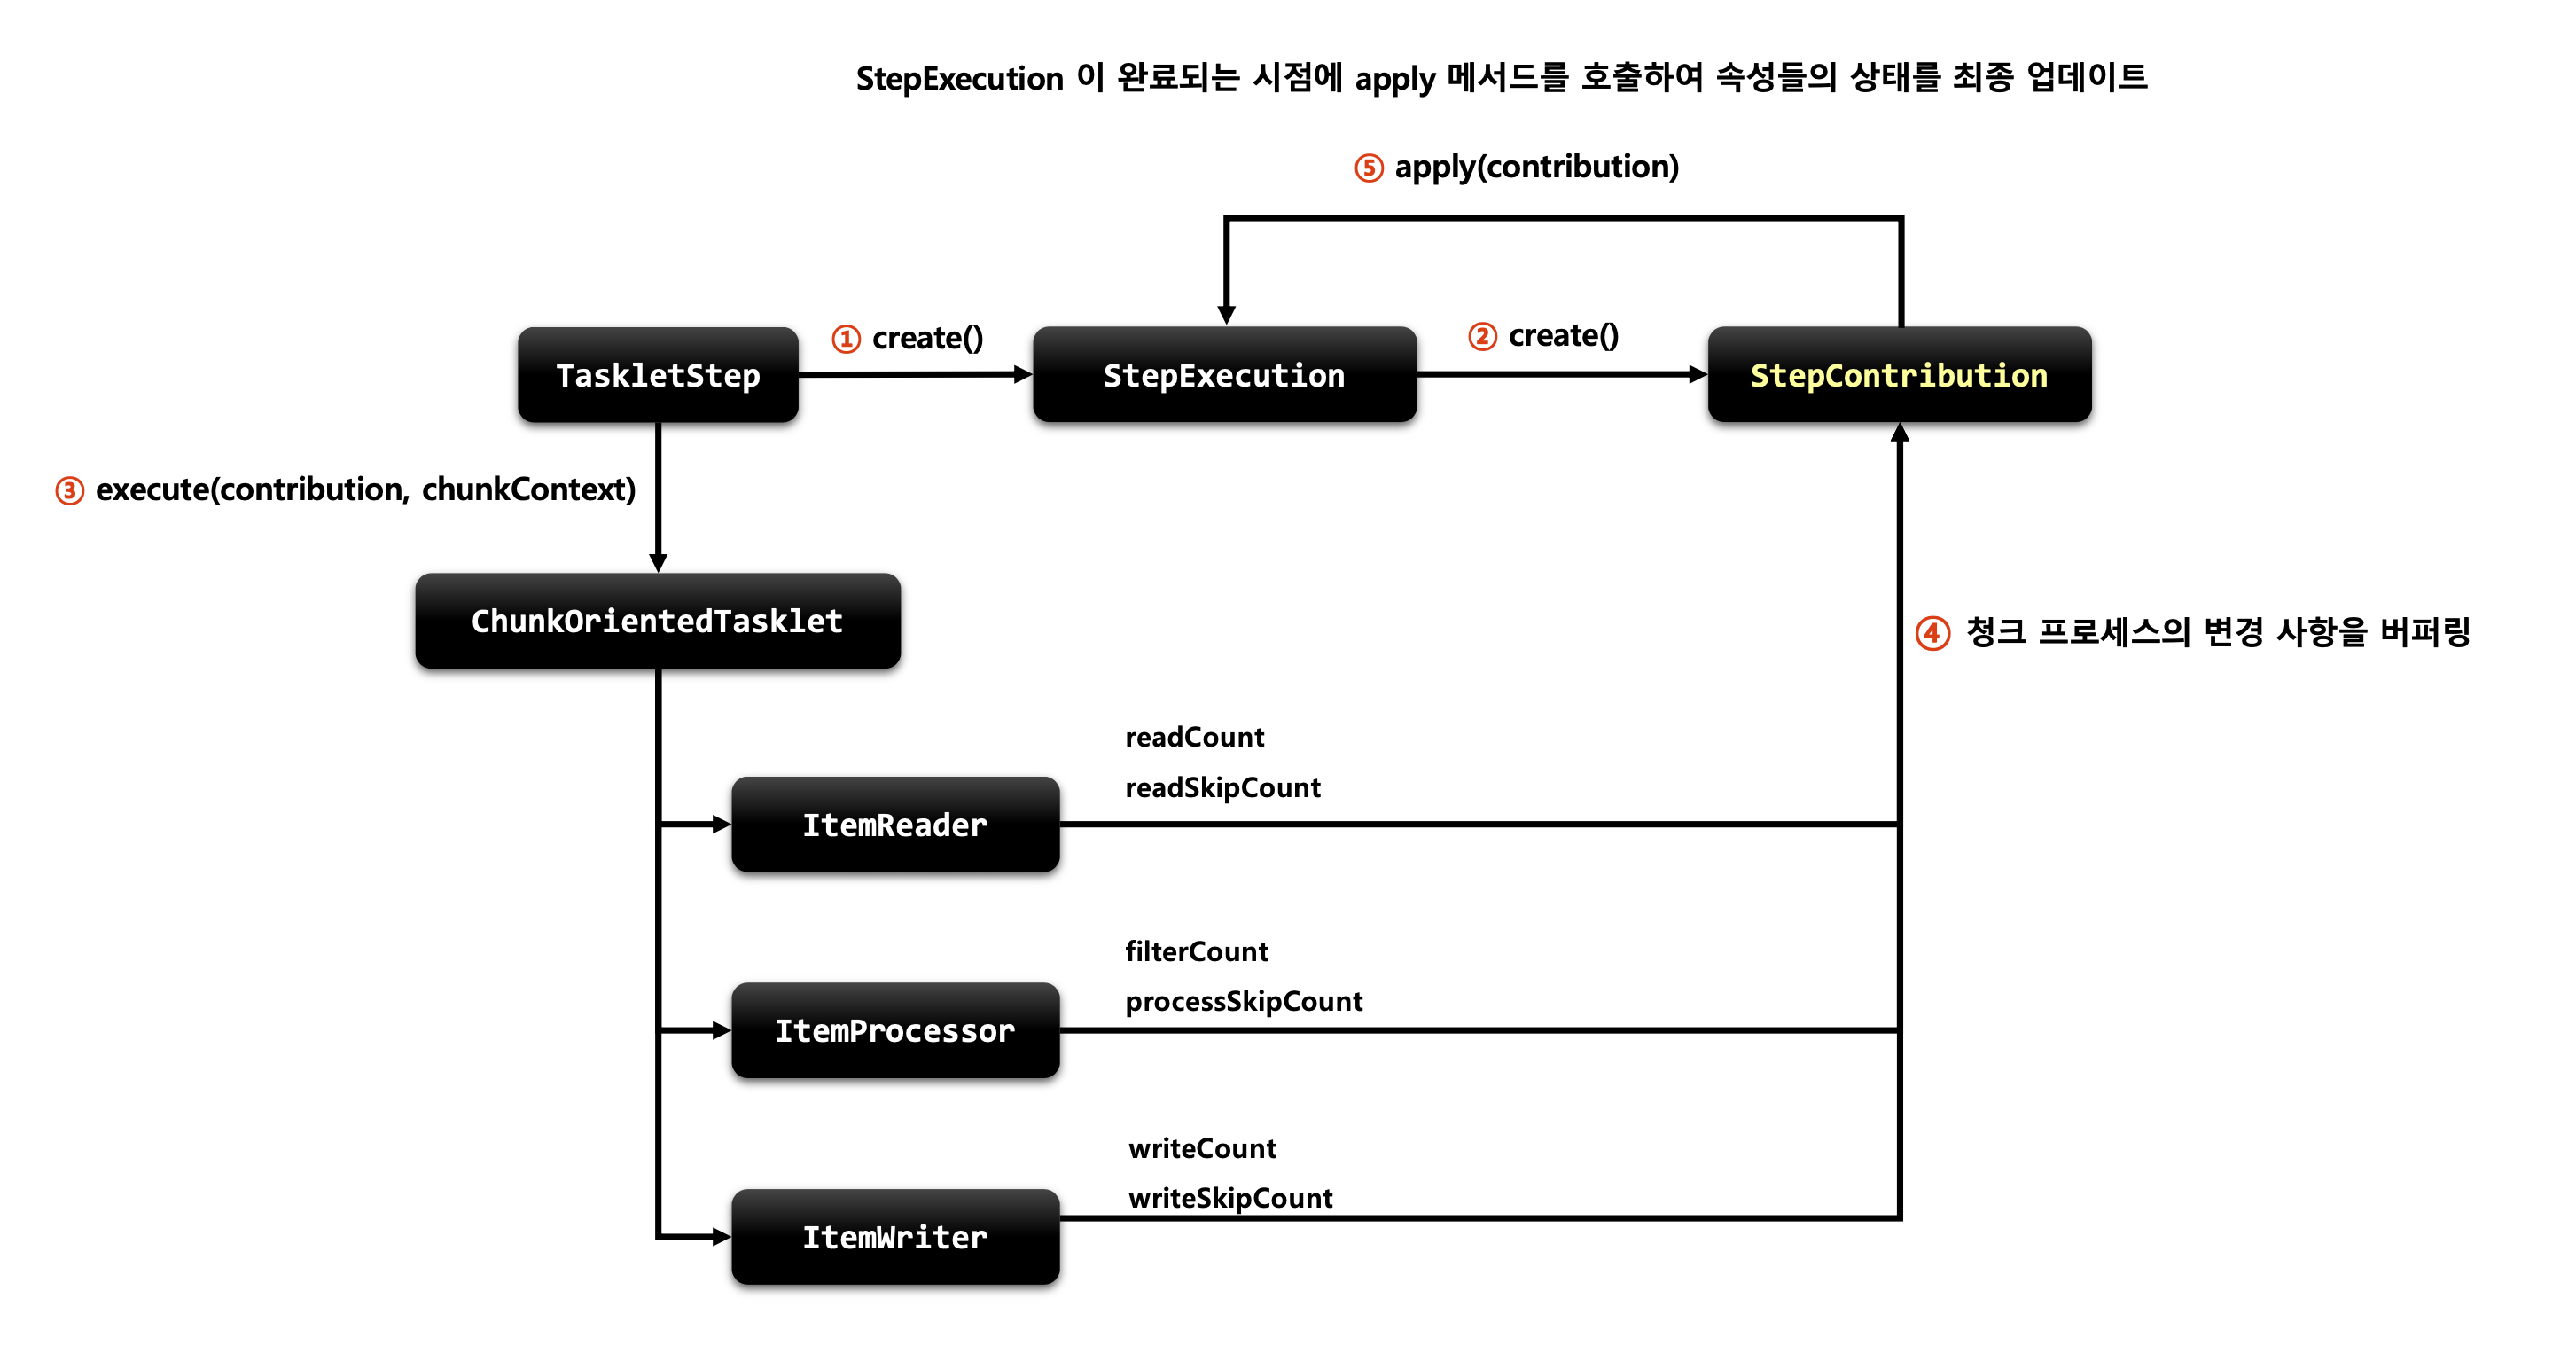 StepExecution 이 완료되는 시점에 apply 메서드를 호출하여 속성들의 상태를 최종 업데이트
⑤ apply(contribution)
① create()
② create()
TaskletStep
StepExecution
StepContribution
③ execute(contribution, chunkContext)
ChunkOrientedTasklet
④ 청크 프로세스의 변경 사항을 버퍼링
readCount
readSkipCount
ItemReader
filterCount
processSkipCount
ItemProcessor
writeCount
writeSkipCount
ItemWriter